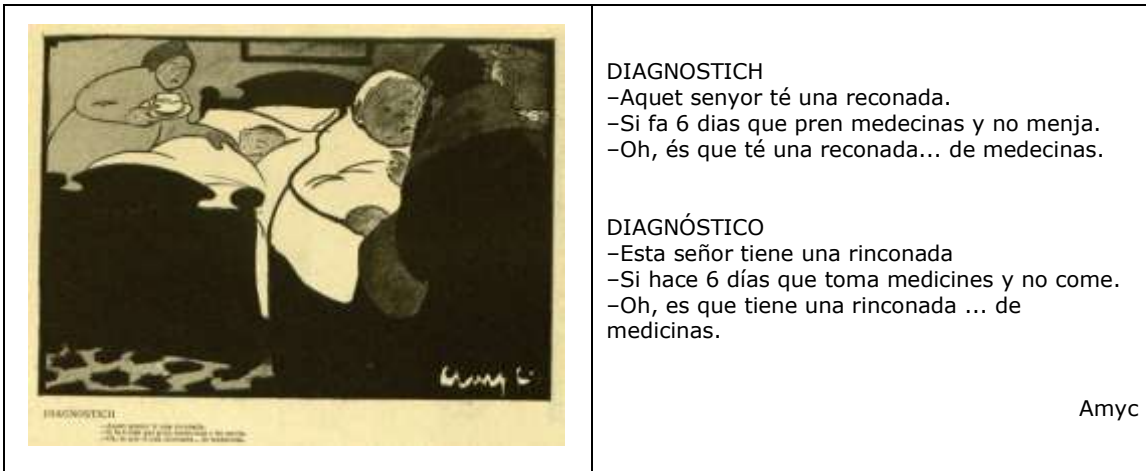 DIAGNOSTICH
DIAGNOSTICH
–Aquet senyor té una reconada.
–Si fa 6 dias que pren medecinas y no menja.
–Oh, és que té una reconada... de medecinas.
DIAGNÓSTICO
–Esta señor tiene una rinconada
–Si hace 6 días que toma medicines y no come.
–Oh, es que tiene una rinconada ... de
medicinas.
Amyc